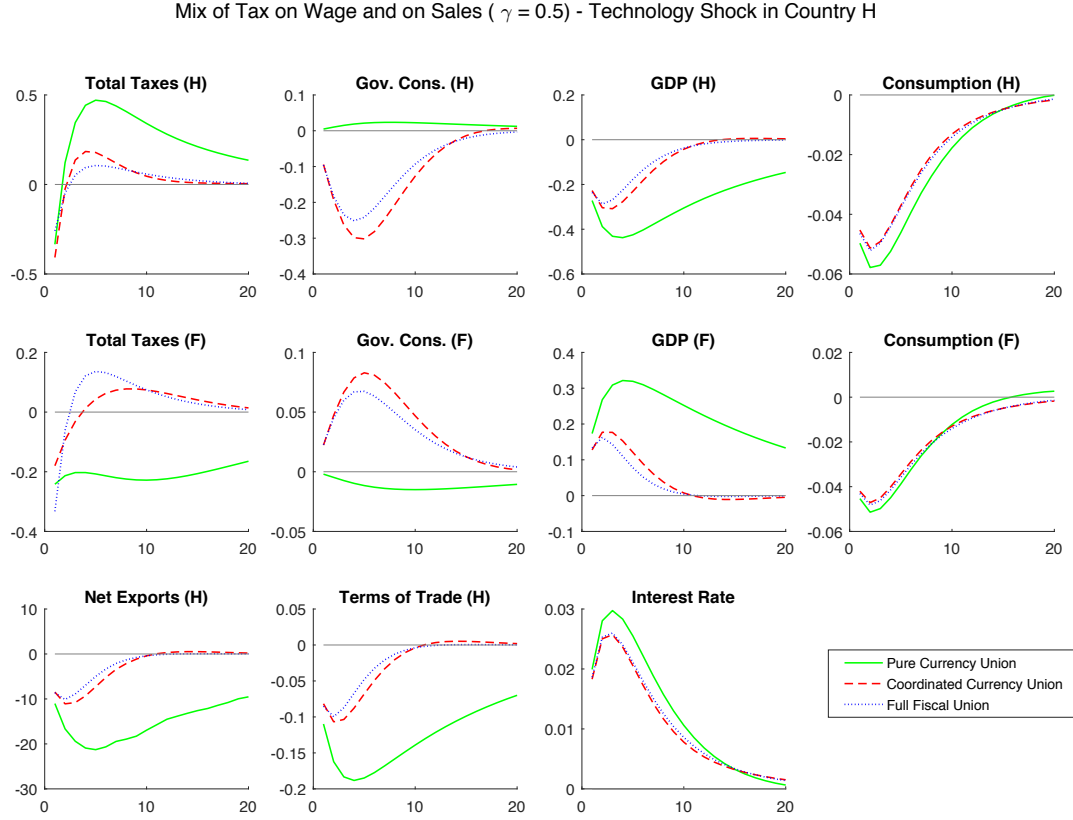 Mix of Tax on Wage and on Sales ( γ = 0.5) - Technology Shock in Country H
Total Taxes (H)
0.5
0
-0.5
0 10 20
Gov. Cons. (H)
0.1
0
-0.1
-0.2
-0.3
-0.4
0 10 20
GDP (H)
0.2
0
-0.2
-0.4
-0.6
0 10 20
Consumption (H)
0
-0.02
-0.04
-0.06
0 10 20
Total Taxes (F)
0.2
0
-0.2
-0.4
0 10 20
Gov. Cons. (F)
0.1
0.05
0
-0.05
0 10 20
GDP (F)
0.4
0.3
0.2
0.1
0
-0.1
0 10 20
Consumption (F)
0.02
0
-0.02
-0.04
-0.06
0 10 20
Net Exports (H)
10
0
-10
-20
-30
0 10 20
Terms of Trade (H)
0.05
0
-0.05
-0.1
-0.15
-0.2
0 10 20
Interest Rate
0.03
0.02
0.01
0
0 10 20
Pure Currency Union
Coordinated Currency Union
Full Fiscal Union